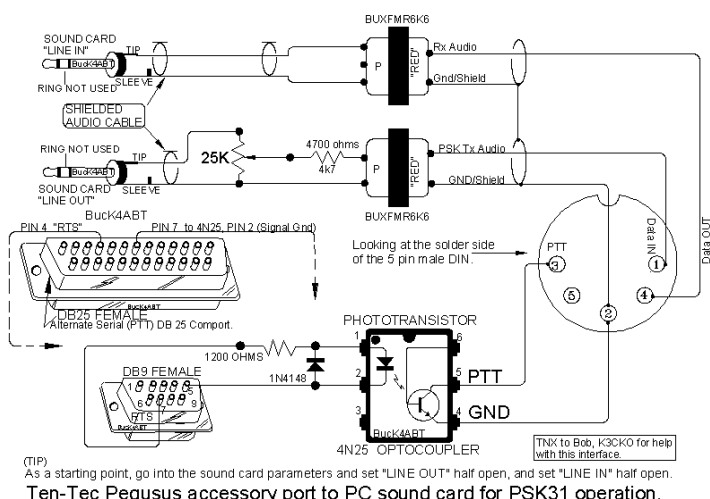 BUXFMR6K6
SOUND CARD
"LINE IN"
TIP
Rx Audio
BucK4ABT
P
"RED"
RING NOT USED
SLEEVE
Gnd/Shield
SHIELDED
AUDIO CABLE
RING NOT USED
TIP
25K
4700 ohms
4k7
PSK Tx Audio
BucK4ABT
P
"RED"
SOUND CARD
"LINE OUT"
SLEEVE
GND/Shield
BucK4ABT
BUXFMR6K6
PIN 4 "RTS"
PIN 7 to 4N25, PIN 2 (Signal Gnd)
Looking at the solder side
of the 5 pin male DIN.
PTT
3
Data IN
1
Data OUT
5
4
2
DB25 FEMALE
BucK4ABT
Alternate Serial (PTT) DB 25 Comport.
PHOTOTRANSISTOR
1
6
1200 OHMS
DB9 FEMALE
1N4148
2
5
PTT
1
5
6
9
7
RTS
3
4
GND
BucK4ABT
4N25 OPTOCOUPLER
TNX to Bob, K3CKO for help
with this interface.
(TIP)
As a starting point, go into the sound card parameters and set "LINE OUT" half open, and set "LINE IN" half open.
Ten-Tec Pegusus accessory port to PC sound card for PSK31 operation.